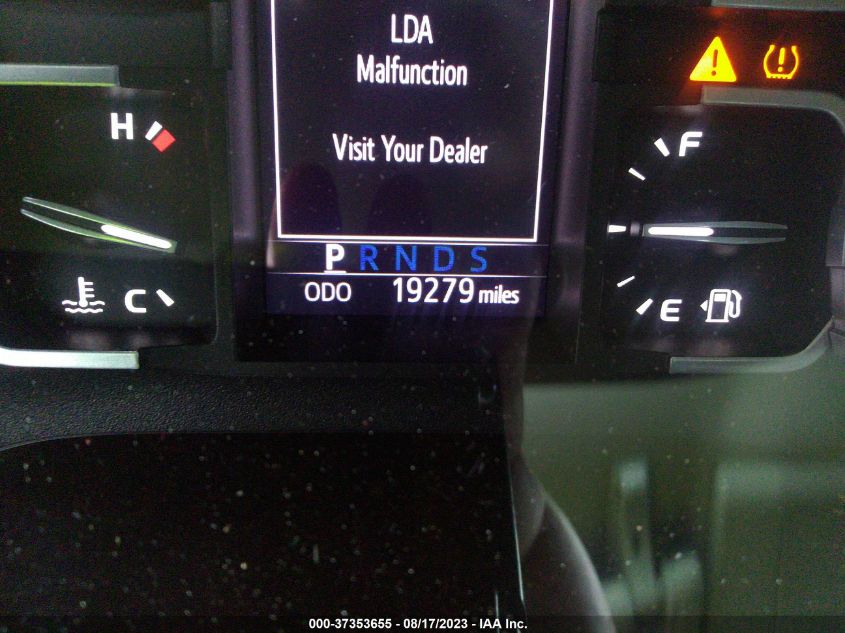 LDA
Malfunction
Visit Your Dealer
H
C
F
E
P R N D S
ODO 19279 miles
000-37353655 - 08/17/2023 - IAA Inc.